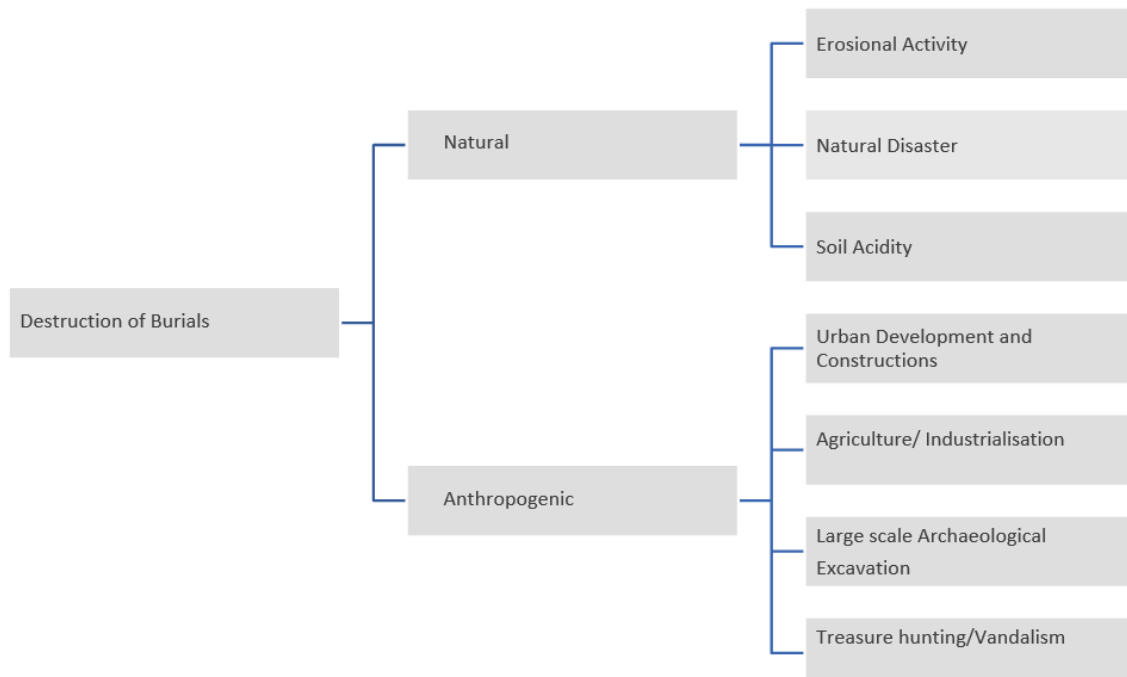 Destruction of Burials
Natural
Erosional Activity
Natural Disaster
Soil Acidity
Anthropogenic
Urban Development and
Constructions
Agriculture/ Industrialisation
Large scale Archaeological
Excavation
Treasure hunting/Vandalism